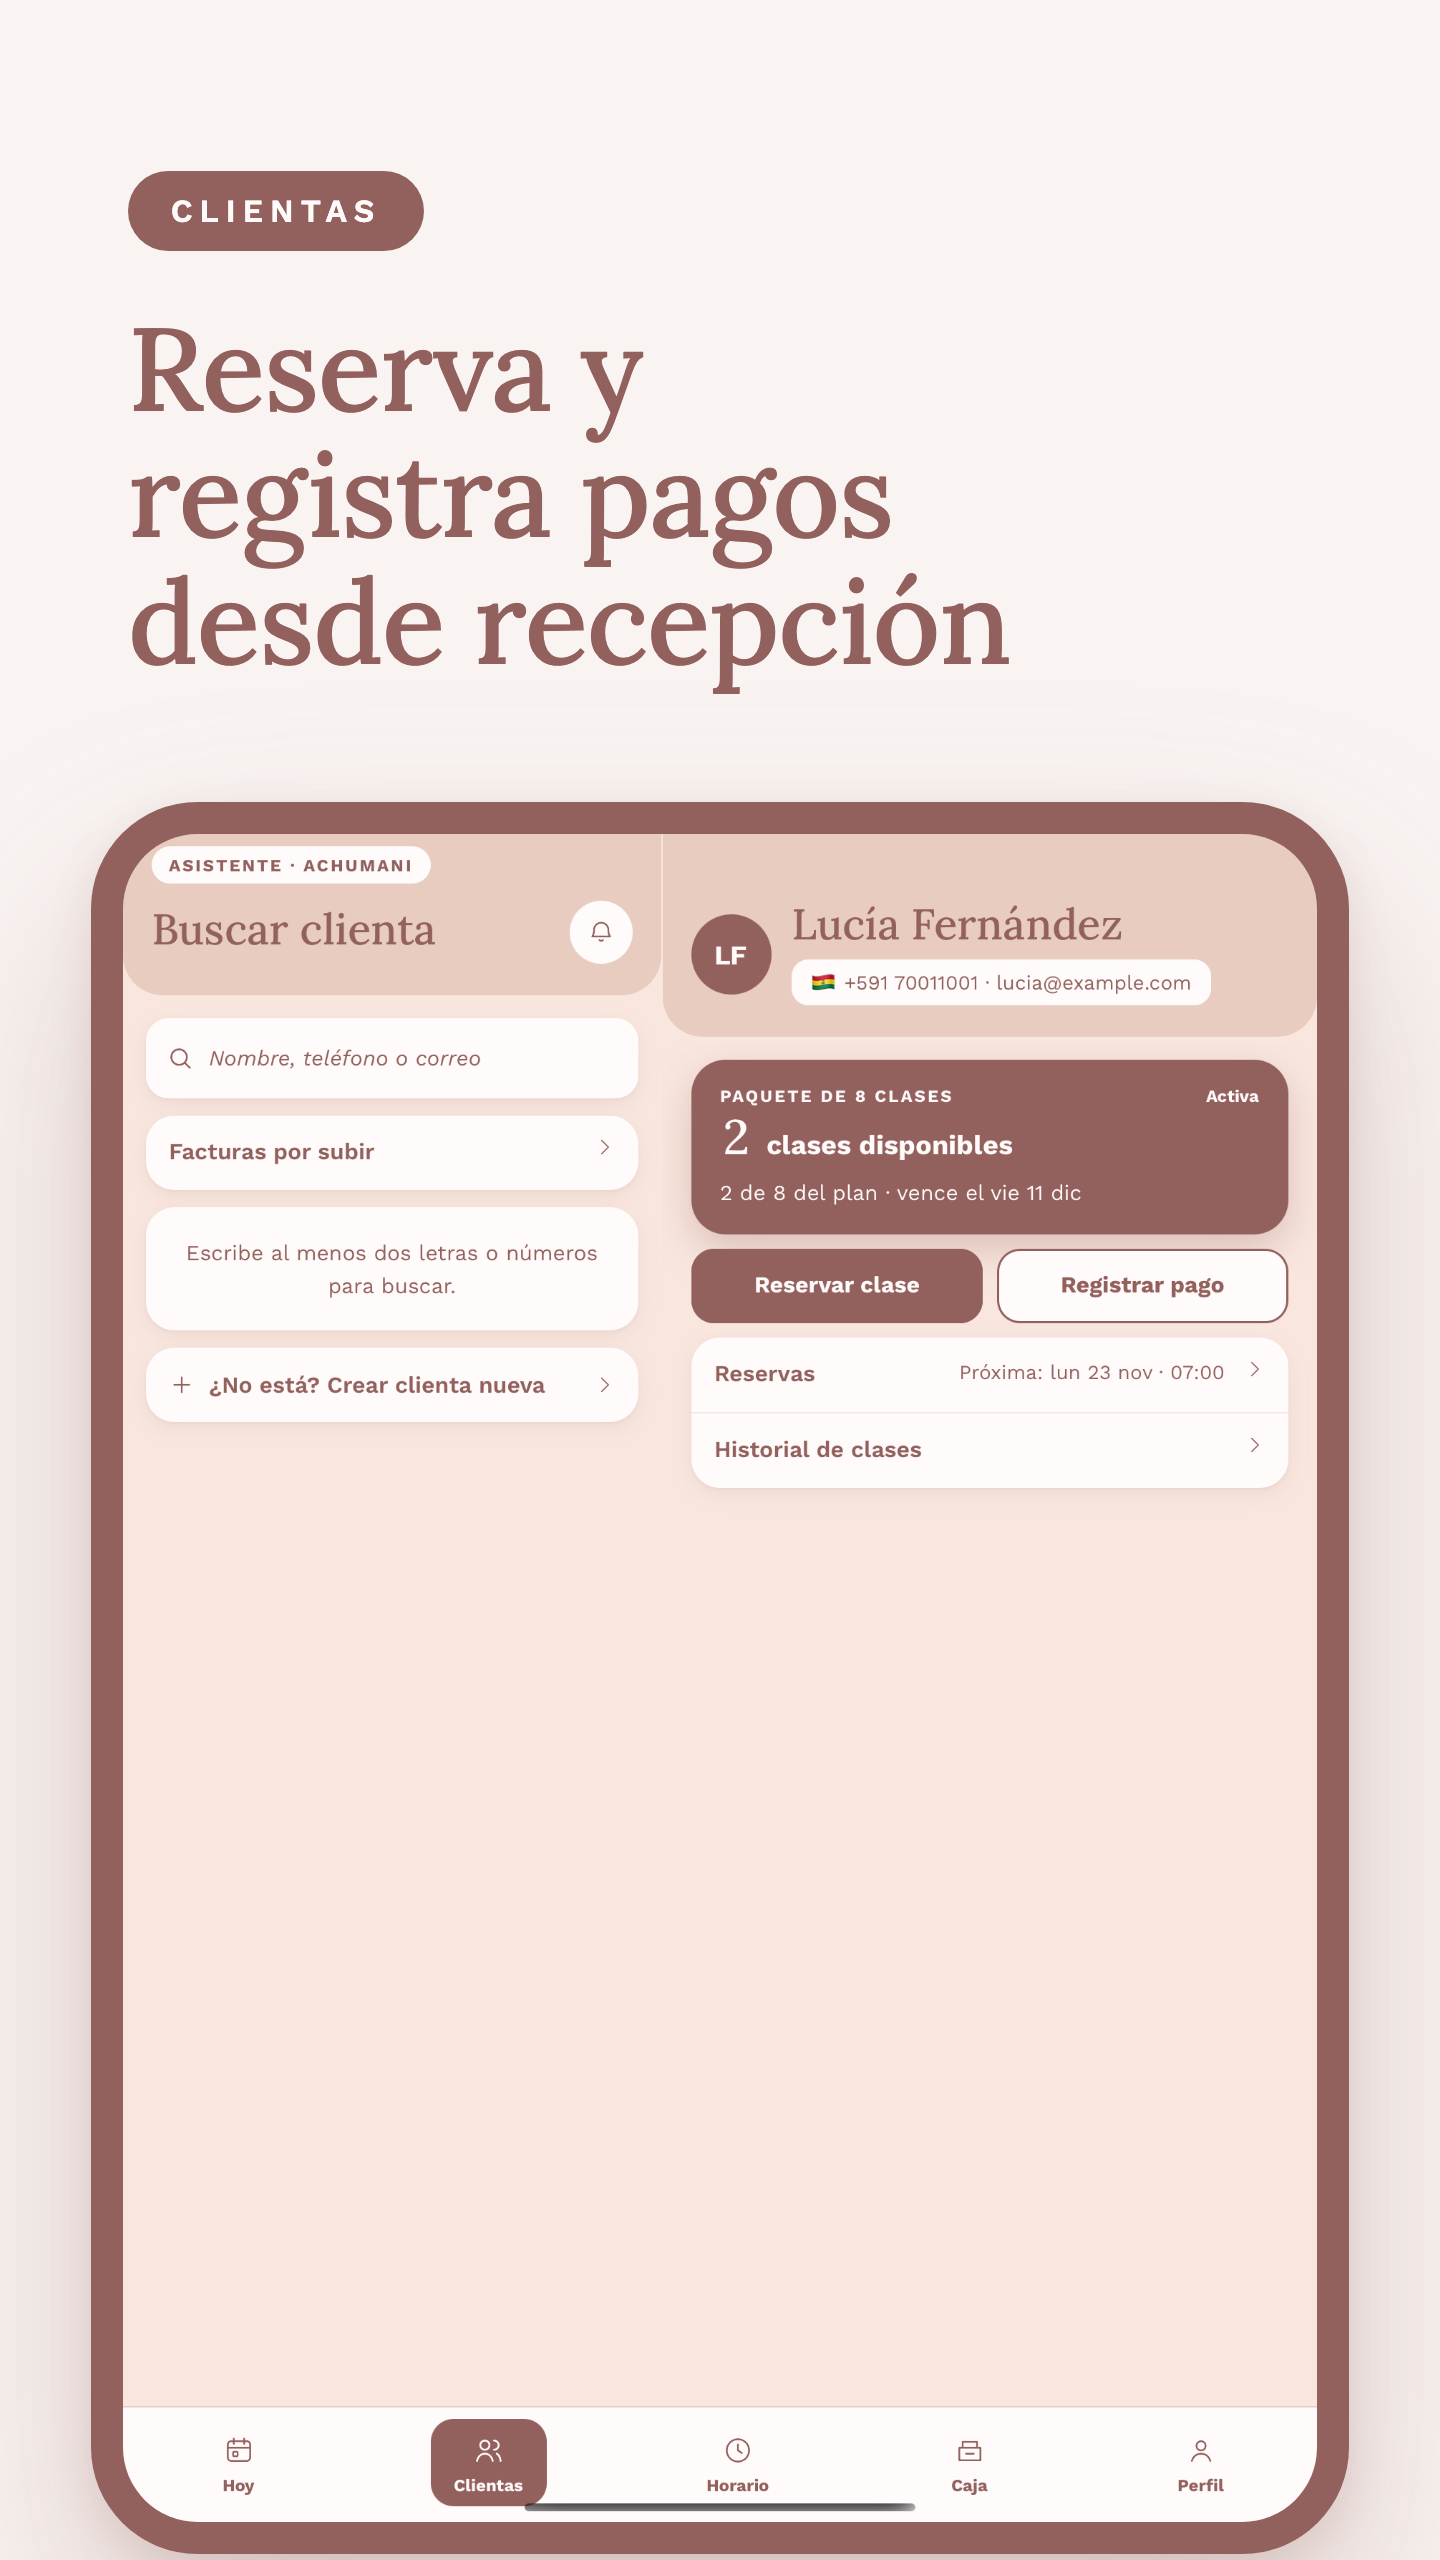 CLIENTAS
Reserva y
registra pagos
desde recepción
ASISTENTE · ACHUMANI
Buscar clienta
Nombre, teléfono o correo
Facturas por subir
Escribe al menos dos letras o números
para buscar.
¿No está? Crear clienta nueva
LF
Lucía Fernández
+591 70011001 · lucia@example.com
PAQUETE DE 8 CLASES
Activa
2 clases disponibles
2 de 8 del plan · vence el vie 11 dic
Reservar clase
Registrar pago
Reservas
Próxima: lun 23 nov · 07:00
Historial de clases
Hoy
Clientas
Horario
Caja
Perfil